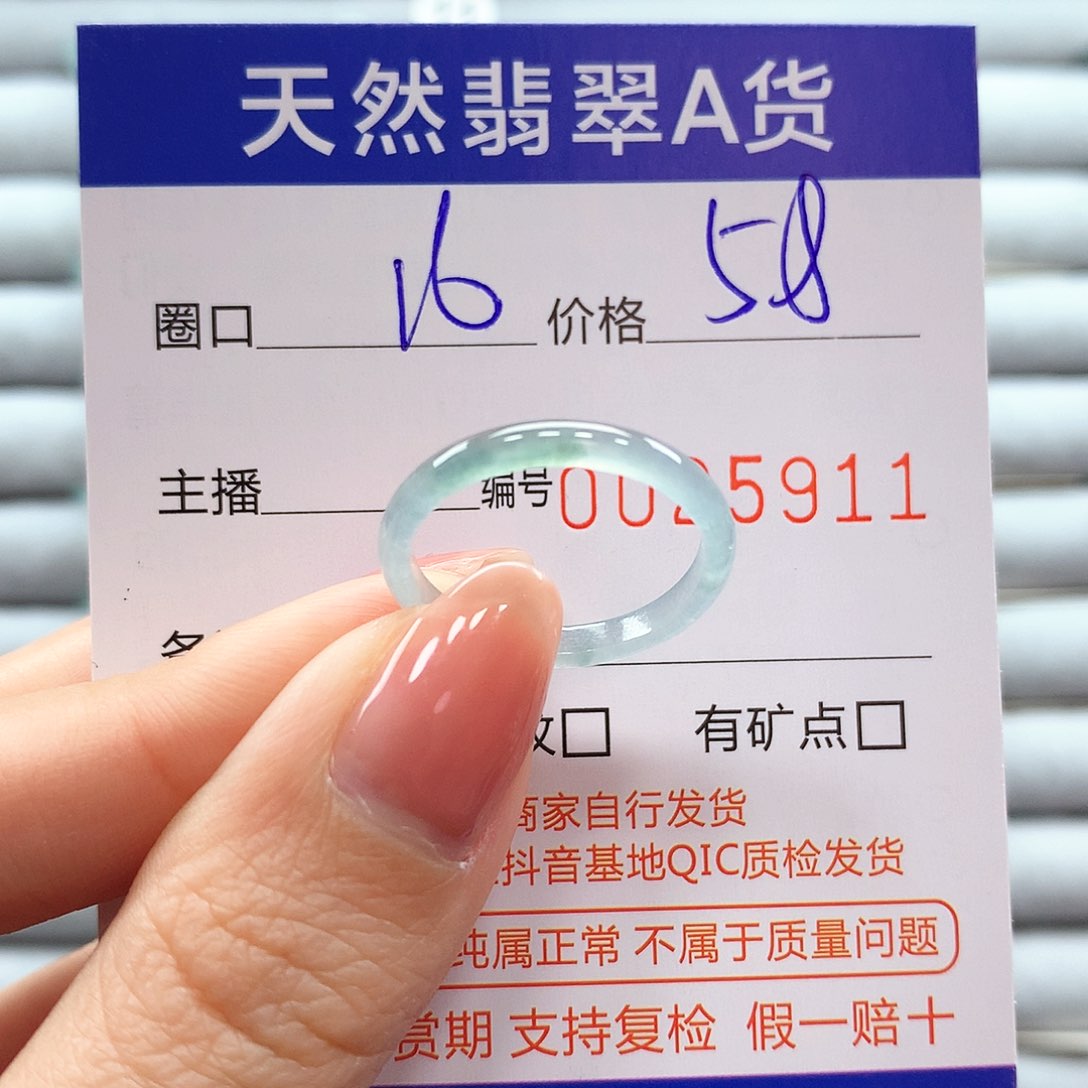 天然翡翠A货
圈口 16 价格 58
主播 编号 0025911
有矿点
商家自行发货
抖音基地QIC质检发货
纯属正常 不属于质量问题
赏期 支持复检 假一赔十